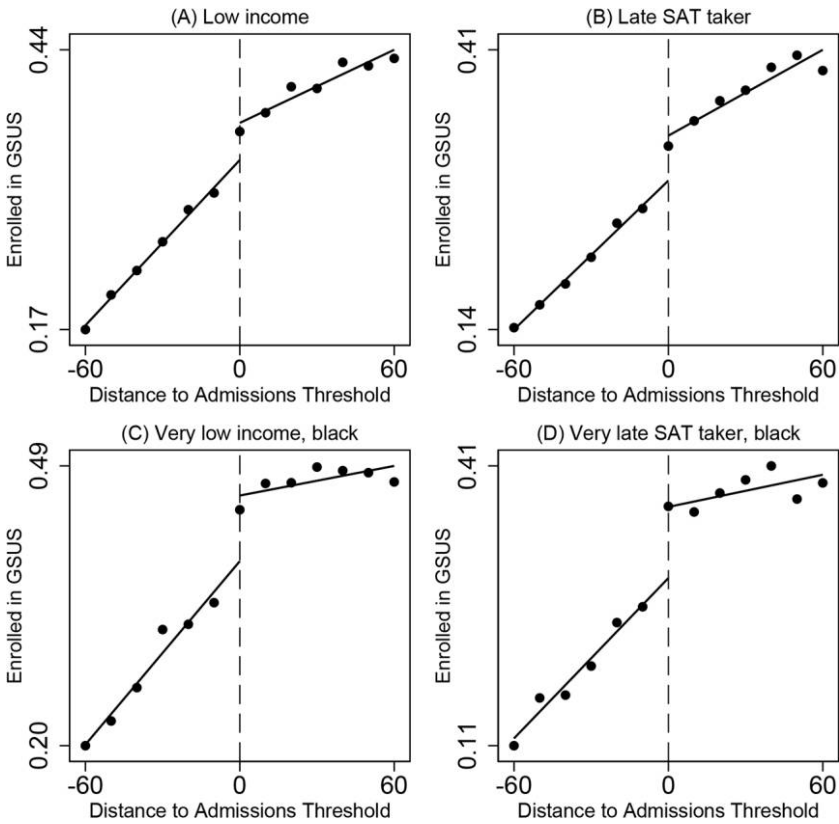 (A) Low income
0.44
Enrolled in GSUS
0.17
-60 0 60
Distance to Admissions Threshold
(B) Late SAT taker
0.41
Enrolled in GSUS
0.14
-60 0 60
Distance to Admissions Threshold
(C) Very low income, black
0.49
Enrolled in GSUS
0.20
-60 0 60
Distance to Admissions Threshold
(D) Very late SAT taker, black
0.41
Enrolled in GSUS
0.11
-60 0 60
Distance to Admissions Threshold